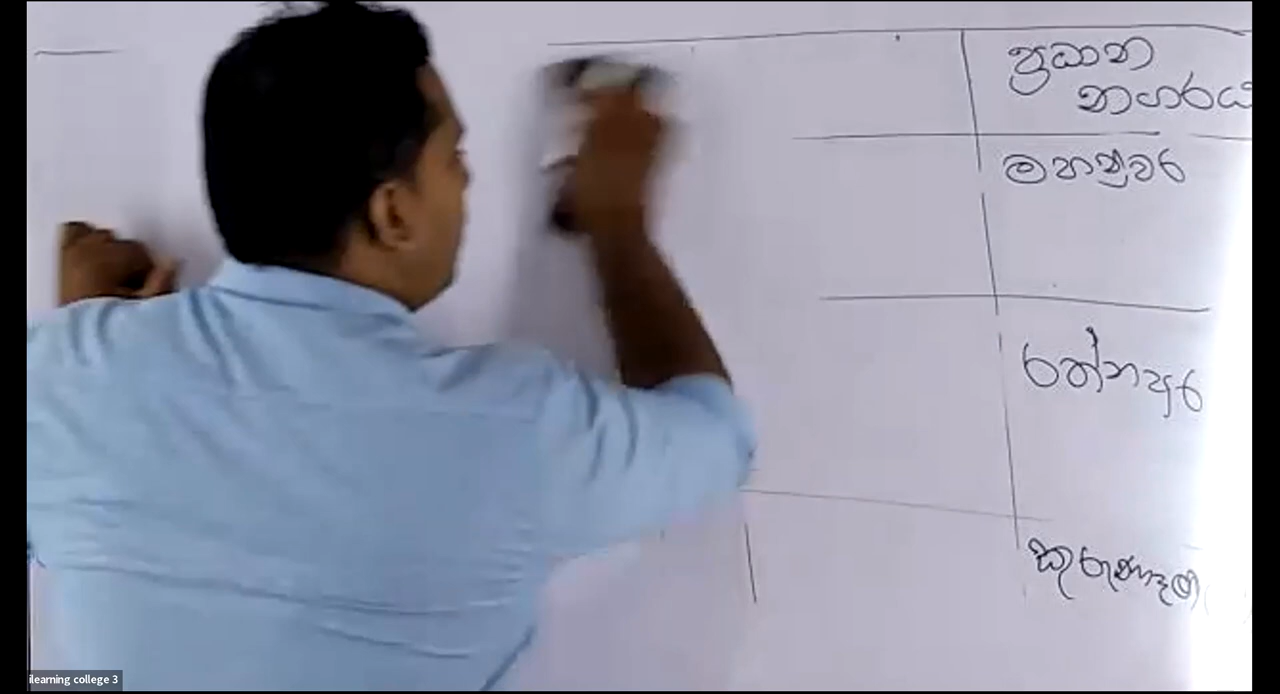 ප්‍රධාන
නගරය
මහනුවර
රත්නපුර
කුරුණෑගල
ilearning college 3